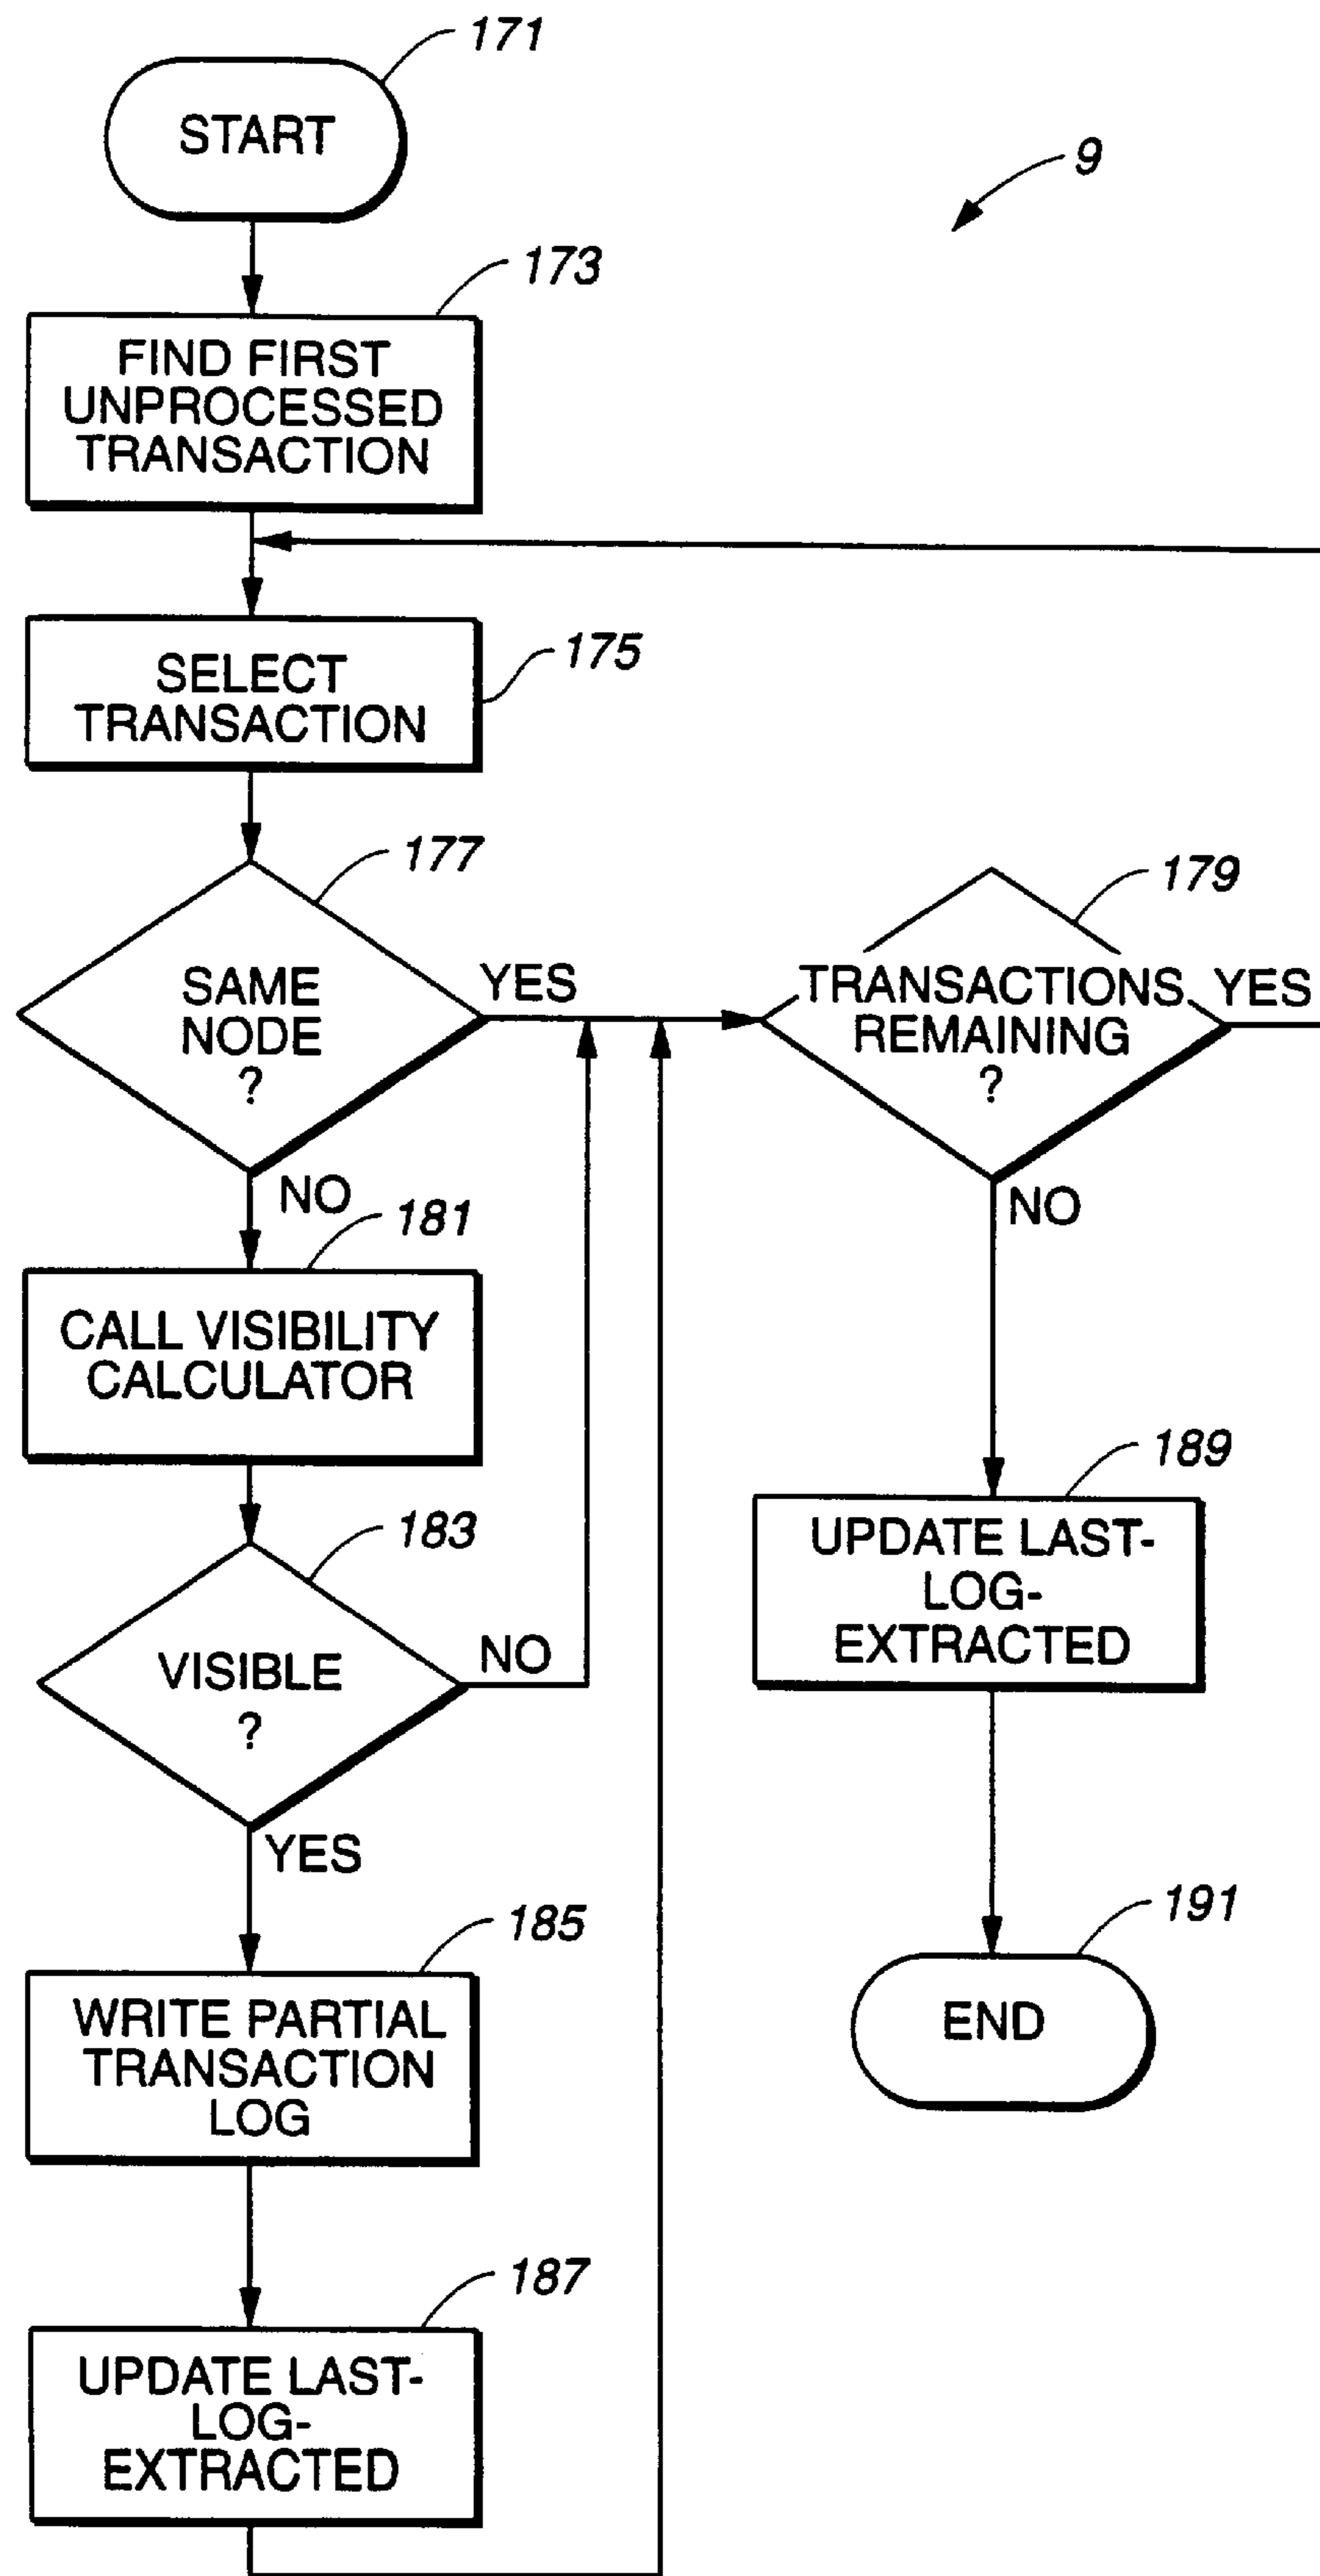 171
START
9
173
FIND FIRST
UNPROCESSED
TRANSACTION
SELECT
TRANSACTION
175
177
SAME
NODE
?
YES
NO
179
TRANSACTIONS
REMAINING
?
YES
NO
181
CALL VISIBILITY
CALCULATOR
183
VISIBLE
?
NO
YES
189
UPDATE LAST-
LOG-
EXTRACTED
185
WRITE PARTIAL
TRANSACTION
LOG
191
END
187
UPDATE LAST-
LOG-
EXTRACTED